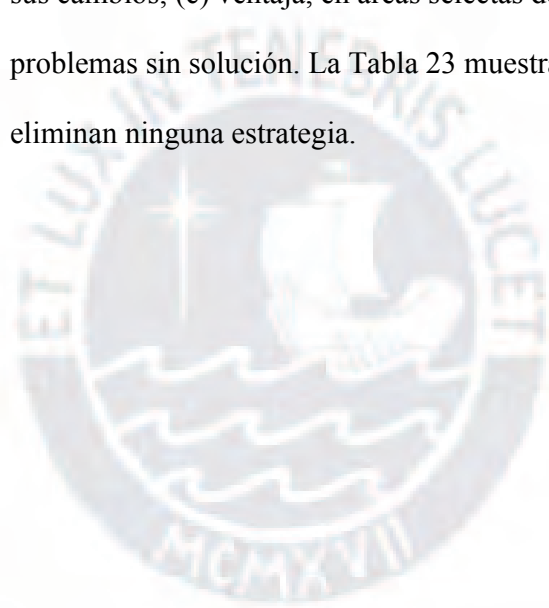 sus cambios; (c) ventaja, en áreas selectas d
problemas sin solución. La Tabla 23 muestra
eliminan ninguna estrategia.
ET LUX IN TENEBRIS LUCET
MCMXVII